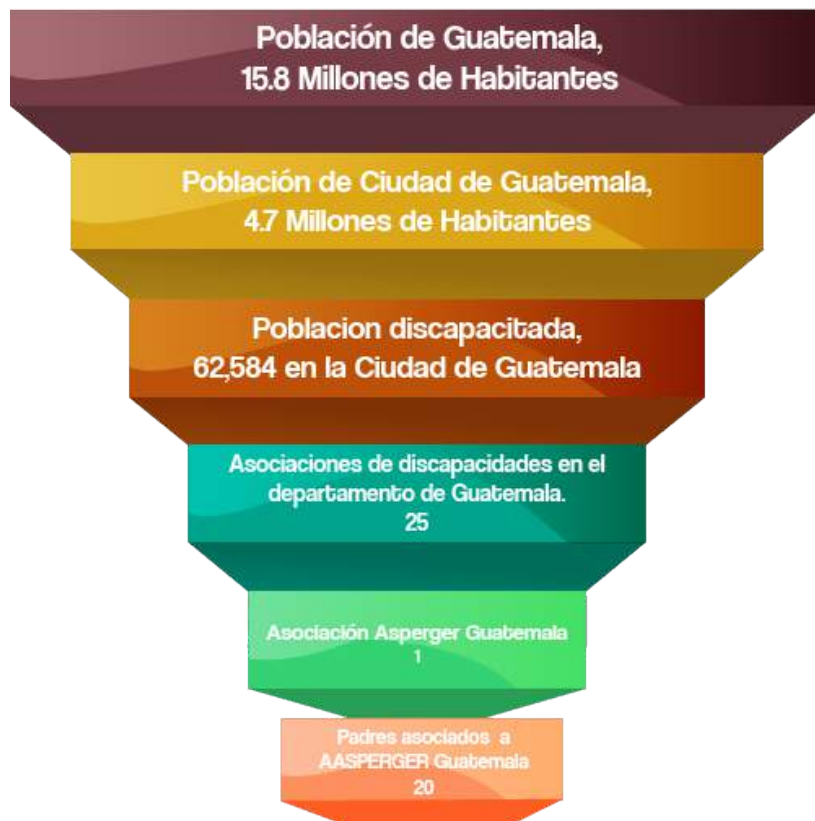 Población de Guatemala,
15.8 Millones de Habitantes
Población de Ciudad de Guatemala,
4.7 Millones de Habitantes
Poblacion discapacitada,
62,584 en la Ciudad de Guatemala
Asociaciones de discapacidades en el
departamento de Guatemala.
25
Asociación Asperger Guatemala
1
Padres asociados a
AASPERGER Guatemala
20